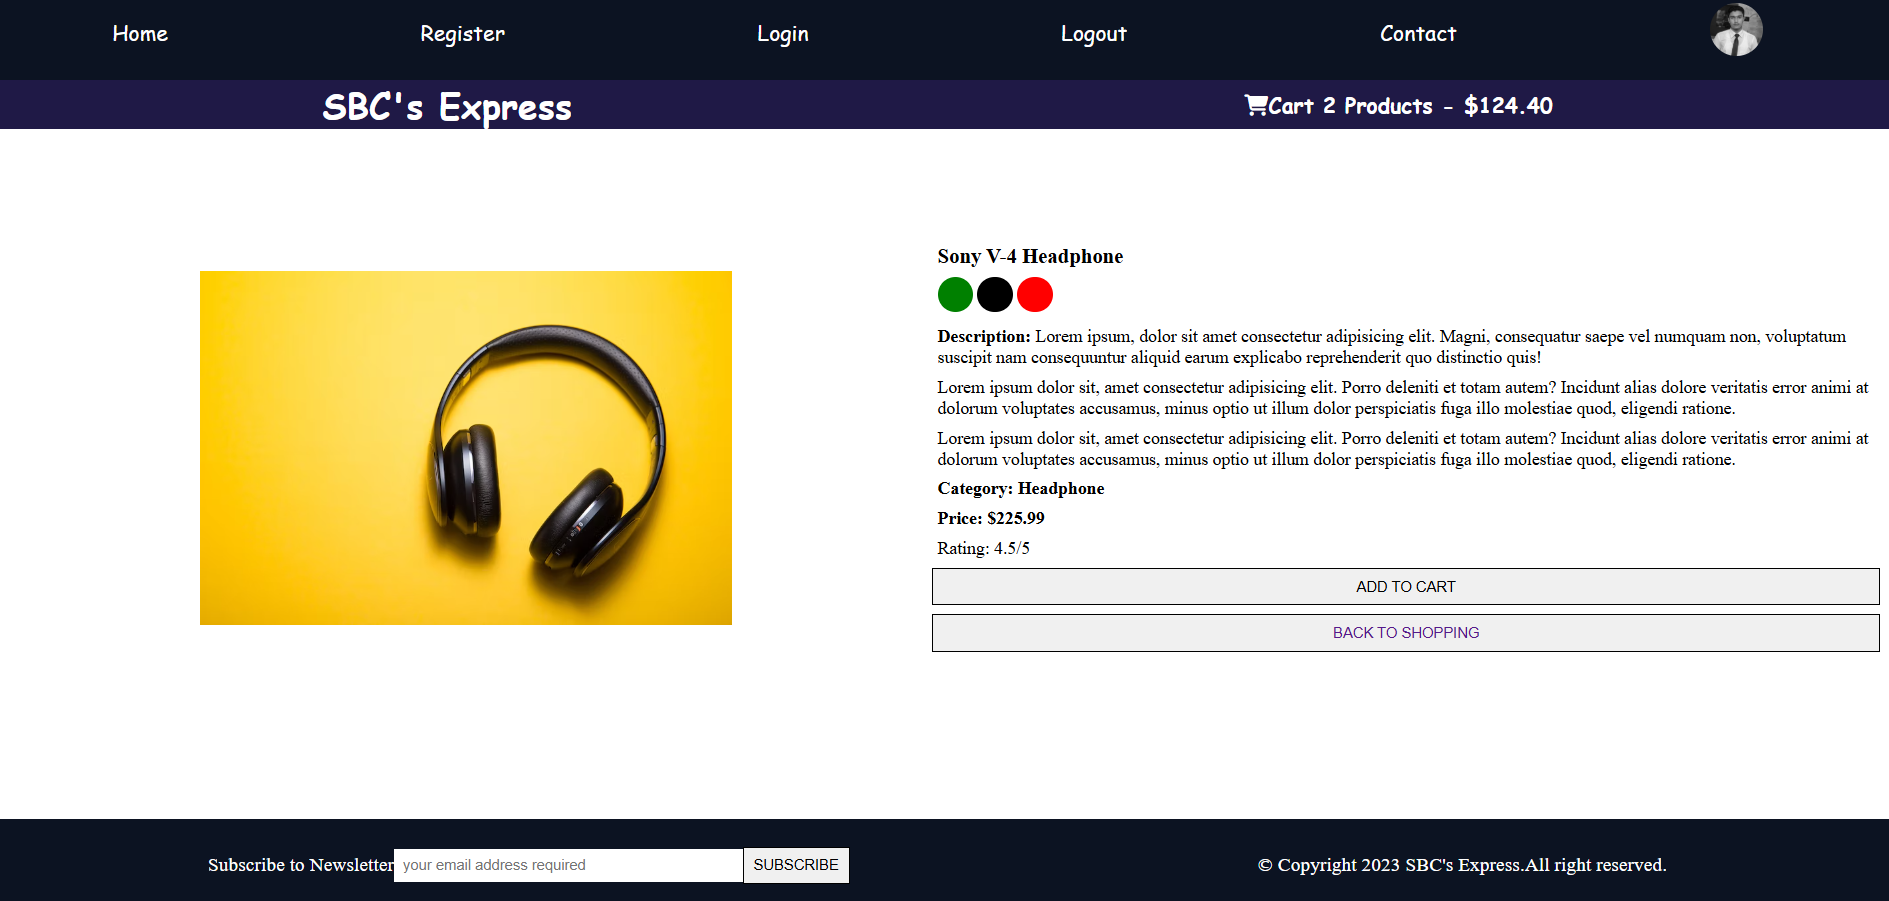 Home Register Login Logout Contact
SBC's Express Cart 2 Products - $124.40
Sony V-4 Headphone
Description: Lorem ipsum, dolor sit amet consectetur adipisicing elit. Magni, consequatur saepe vel numquam non, voluptatum
suscipit nam consequuntur aliquid earum explicabo reprehenderit quo distinctio quis!
Lorem ipsum dolor sit, amet consectetur adipisicing elit. Porro deleniti et totam autem? Incidunt alias dolore veritatis error animi at
dolorum voluptates accusamus, minus optio ut illum dolor perspiciatis fuga illo molestiae quod, eligendi ratione.
Lorem ipsum dolor sit, amet consectetur adipisicing elit. Porro deleniti et totam autem? Incidunt alias dolore veritatis error animi at
dolorum voluptates accusamus, minus optio ut illum dolor perspiciatis fuga illo molestiae quod, eligendi ratione.
Category: Headphone
Price: $225.99
Rating: 4.5/5
ADD TO CART
BACK TO SHOPPING
Subscribe to Newsletter your email address required SUBSCRIBE © Copyright 2023 SBC's Express.All right reserved.